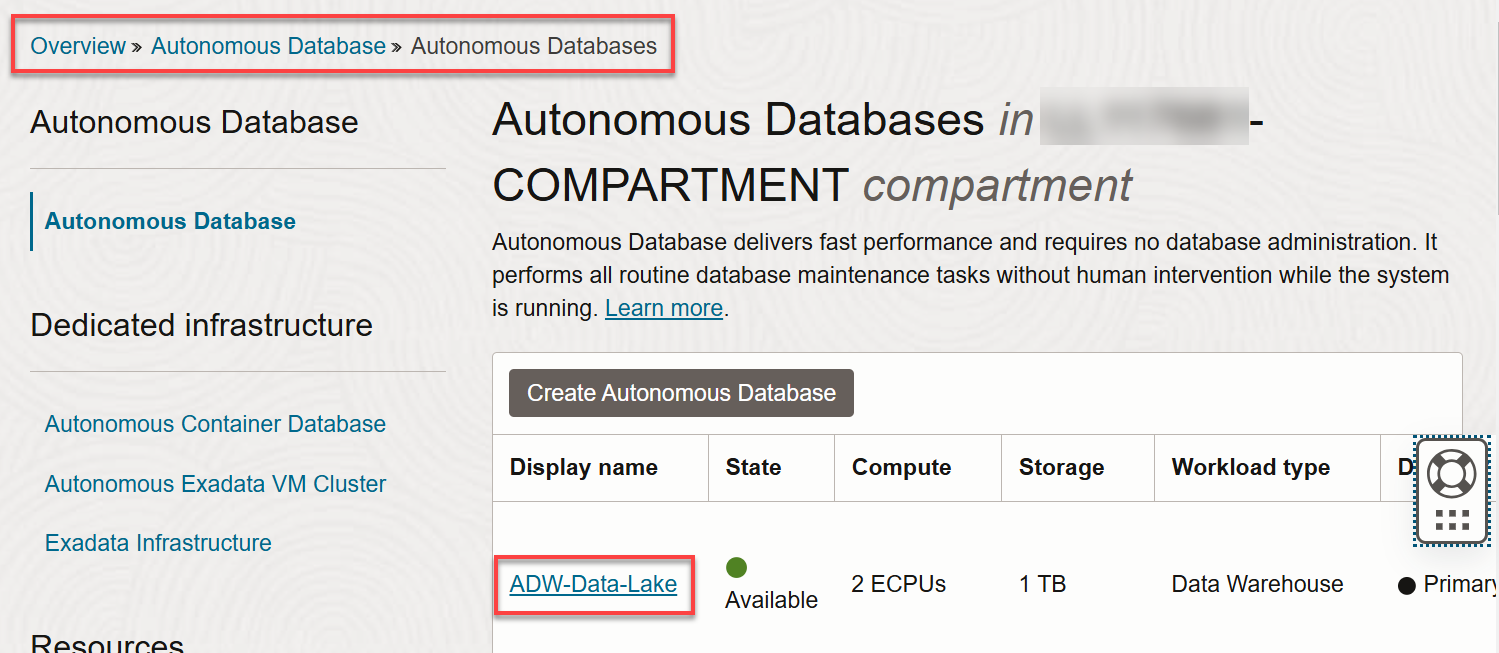 Overview » Autonomous Database » Autonomous Databases
Autonomous Database
Autonomous Database
Dedicated infrastructure
Autonomous Container Database
Autonomous Exadata VM Cluster
Exadata Infrastructure
Resources
Autonomous Databases in -
COMPARTMENT compartment
Autonomous Database delivers fast performance and requires no database administration. It
performs all routine database maintenance tasks without human intervention while the system
is running. Learn more.
Create Autonomous Database
Display name State Compute Storage Workload type
ADW-Data-Lake Available 2 ECPUs 1 TB Data Warehouse Primary